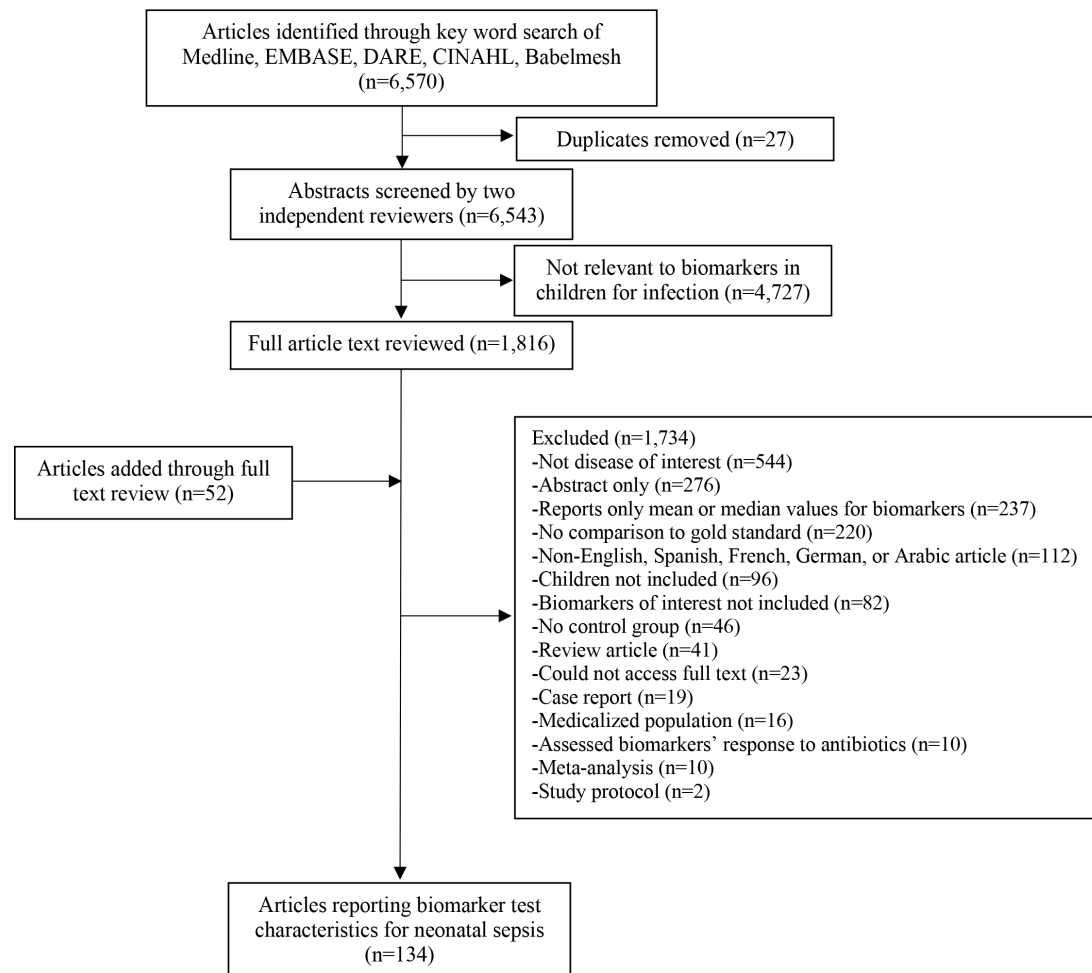 Articles identified through key word search of
Medline, EMBASE, DARE, CINAHL, Babelmesh
(n=6,570)
Duplicates removed (n=27)
Abstracts screened by two
independent reviewers (n=6,543)
Not relevant to biomarkers in
children for infection (n=4,727)
Full article text reviewed (n=1,816)
Articles added through full
text review (n=52)
Excluded (n=1,734)
-Not disease of interest (n=544)
-Abstract only (n=276)
-Reports only mean or median values for biomarkers (n=237)
-No comparison to gold standard (n=220)
-Non-English, Spanish, French, German, or Arabic article (n=112)
-Children not included (n=96)
-Biomarkers of interest not included (n=82)
-No control group (n=46)
-Review article (n=41)
-Could not access full text (n=23)
-Case report (n=19)
-Medicalized population (n=16)
-Assessed biomarkers’ response to antibiotics (n=10)
-Meta-analysis (n=10)
-Study protocol (n=2)
Articles reporting biomarker test
characteristics for neonatal sepsis
(n=134)